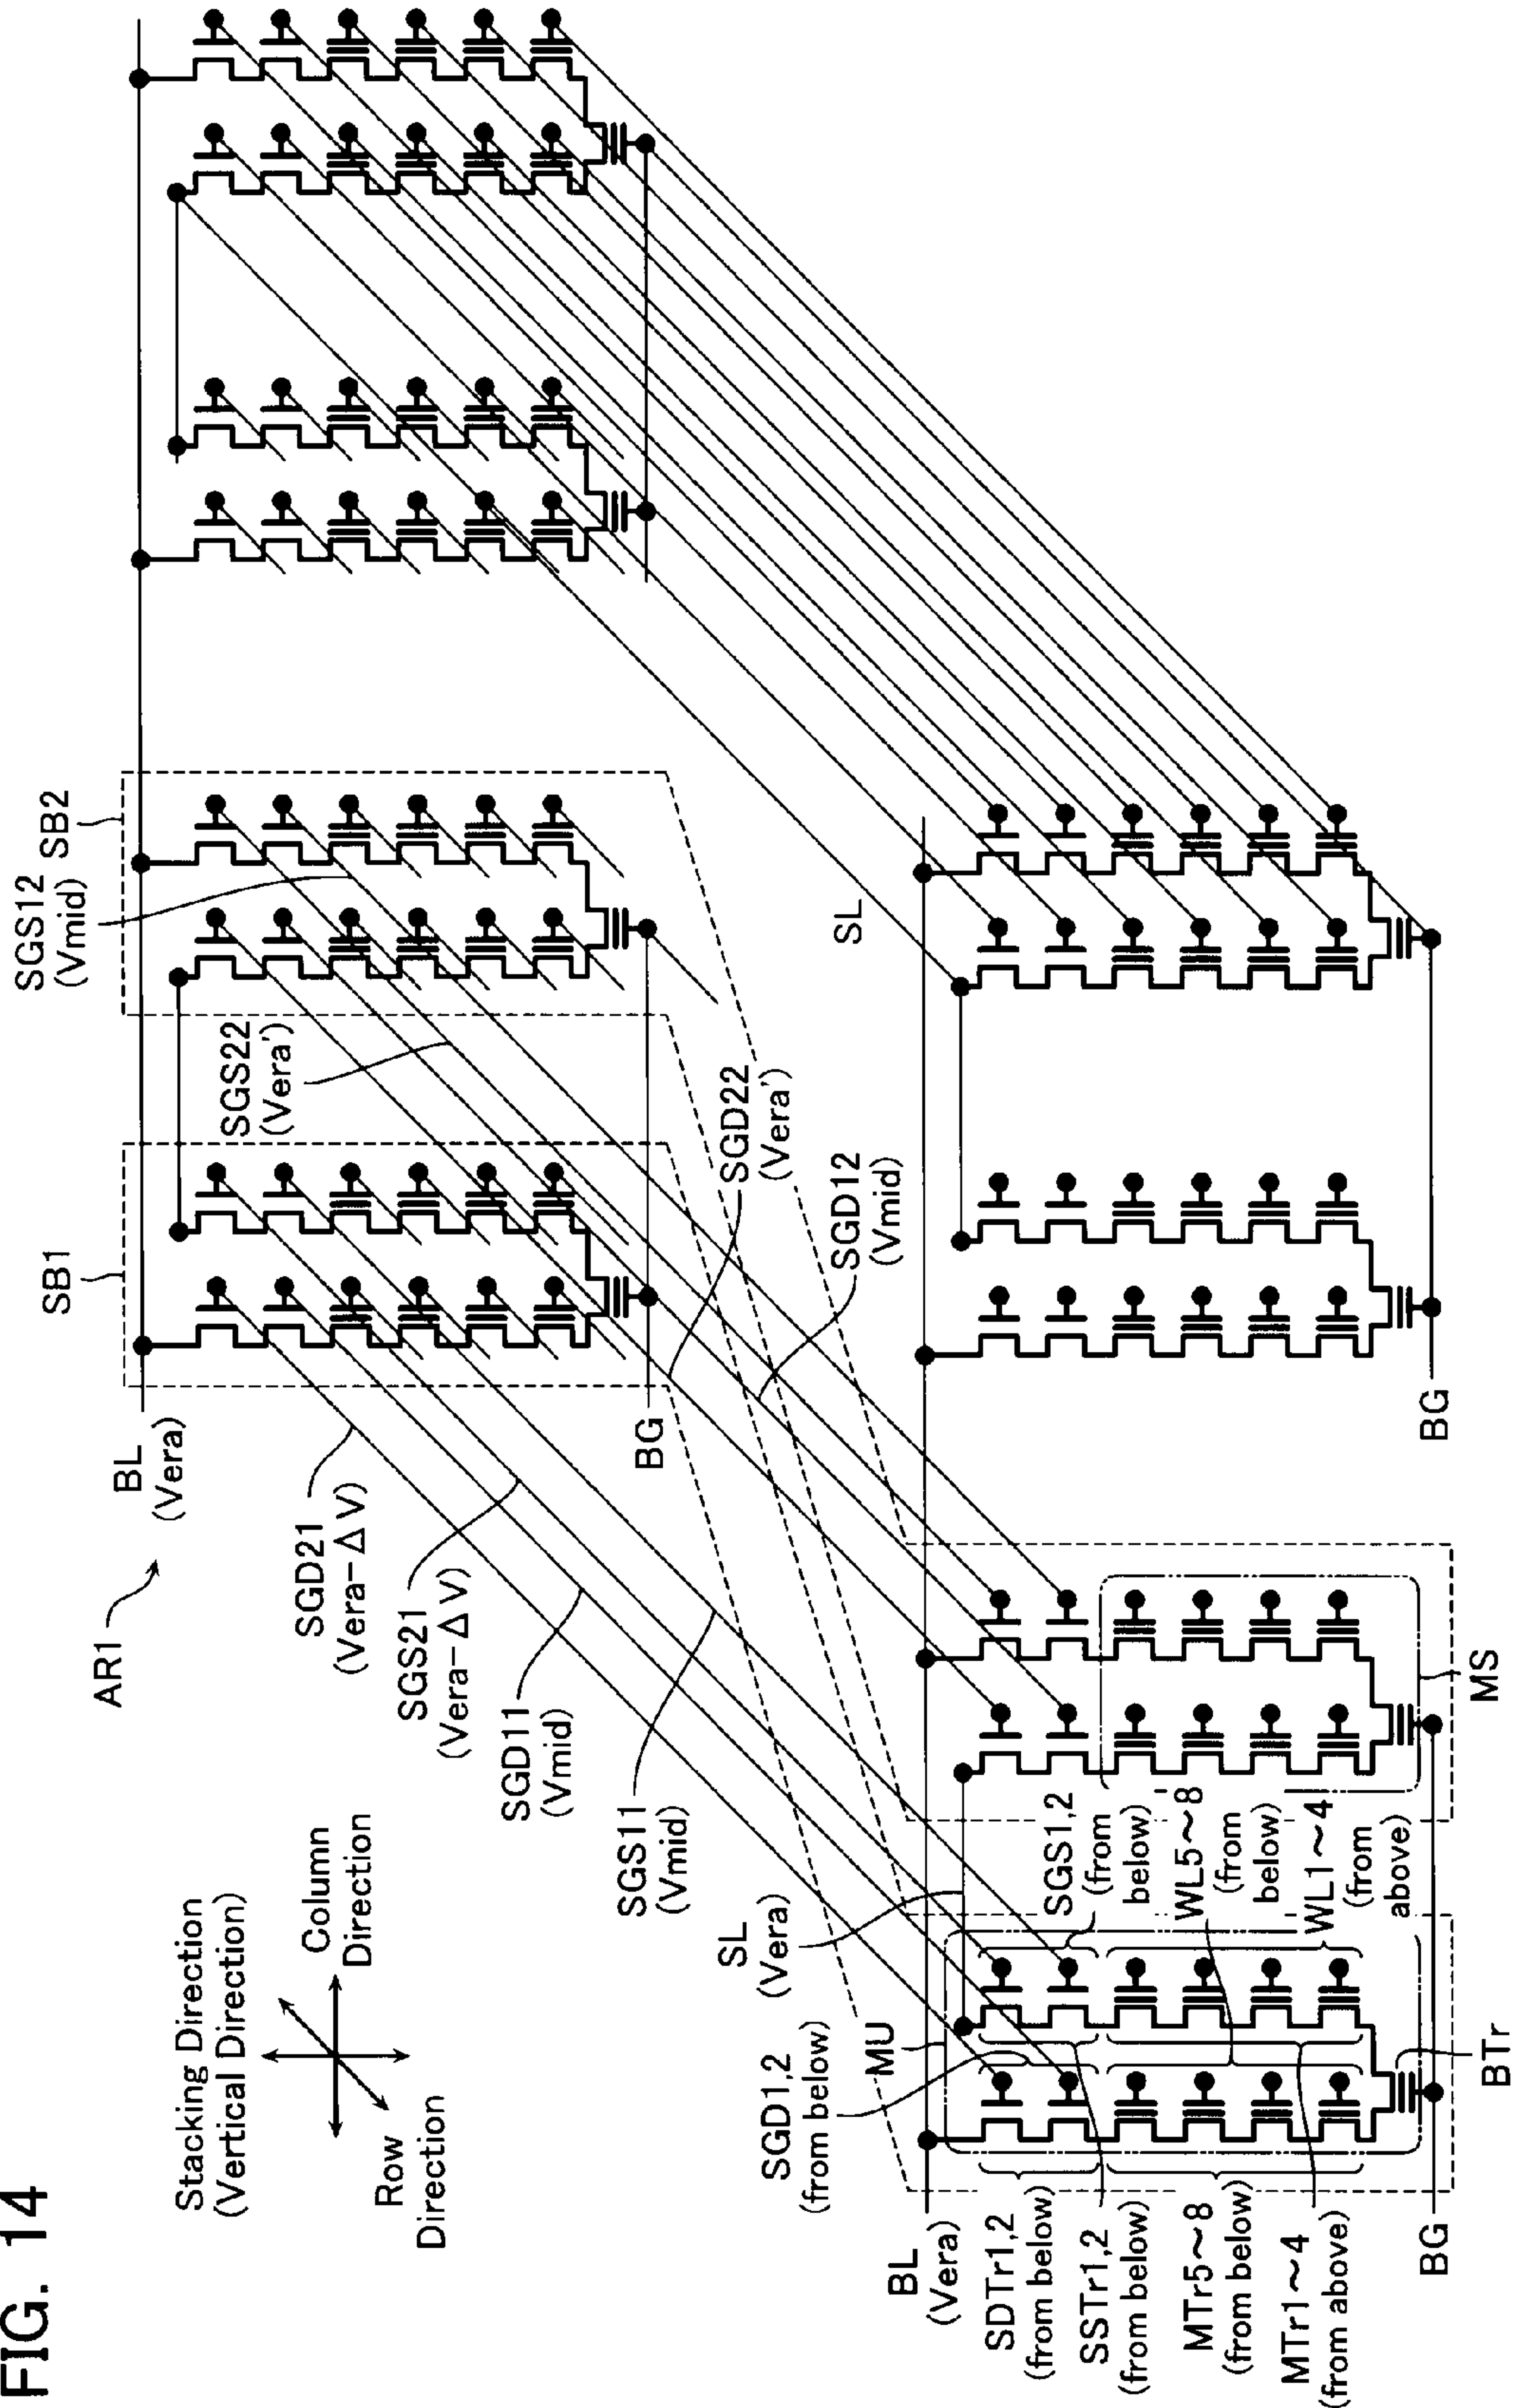 FIG. 14
Stacking Direction
(Vertical Direction)
Column
Direction
Row
Direction
AR1
BL
(Vera)
SB1
SB2
SGS12
(Vmid)
SGS22
(Vera')
SGD21
(Vera-ΔV)
SGS21
(Vera-ΔV)
SGD11
(Vmid)
SGS11
(Vmid)
BG
SGD22
(Vera')
SGD12
(Vmid)
SL
SL
(Vera)
MU
SGD1,2
(from below)
BL
(Vera)
SDTr1,2
(from below)
SSTr1,2
(from below)
MTr5~8
(from below)
MTr1~4
(from above)
SGS1,2
(from
below)
WL5~8
(from
below)
WL1~4
(from
above)
BG
BTr
MS
BG